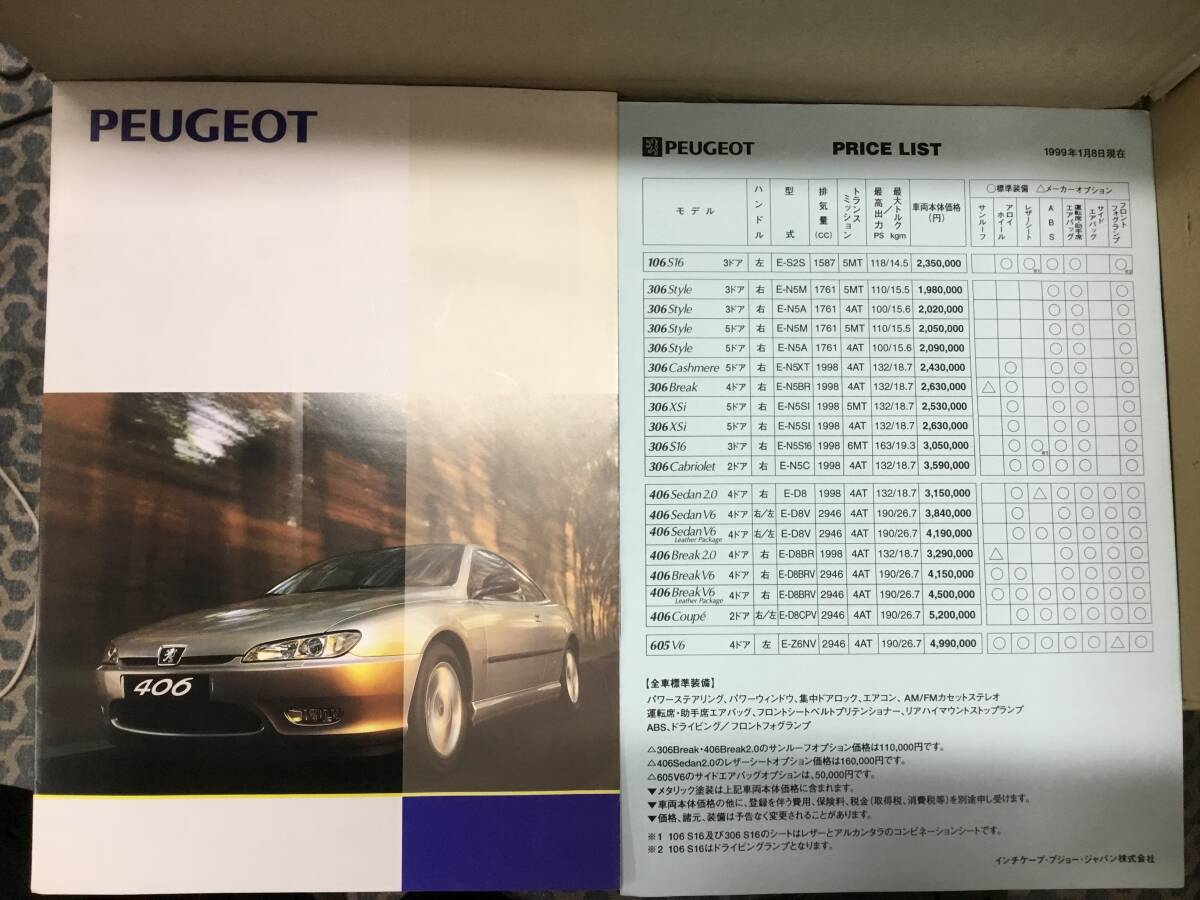 PEUGEOT
406
PEUGEOT PRICE LIST 1999年1月8日現在
○標準装備 △メーカーオプション
モデル ハンドル 型式 排気量(CC) トランスミッション 最高出力/最大トルク PS kgm 車両本体価格(円) サンルーフ アロイホイール レザーシート ABS 運転席・助手席エアバッグ サイドエアバッグ フロントフォグランプ
106 S16 3ドア 左 E-S2S 1587 5MT 118/14.5 2,350,000 ○ ○ ○ ○ ○
306 Style 3ドア 右 E-N5M 1761 5MT 110/15.5 1,980,000 ○ ○ ○
306 Style 3ドア 右 E-N5A 1761 4AT 100/15.6 2,020,000 ○ ○ ○
306 Style 5ドア 右 E-N5M 1761 5MT 110/15.5 2,050,000 ○ ○ ○
306 Style 5ドア 右 E-N5A 1761 4AT 100/15.6 2,090,000 ○ ○ ○
306 Cashmere 5ドア 右 E-N5XT 1998 4AT 132/18.7 2,430,000 ○ ○ ○ ○
306 Break 4ドア 右 E-N5BR 1998 4AT 132/18.7 2,630,000 △ ○ ○ ○ ○
306 XSi 5ドア 右 E-N5SI 1998 5MT 132/18.7 2,530,000 ○ ○ ○ ○
306 XSi 5ドア 右 E-N5SI 1998 4AT 132/18.7 2,630,000 ○ ○ ○ ○
306 S16 3ドア 右 E-N5S16 1998 6MT 163/19.3 3,050,000 ○ ○ ○ ○ ○
306 Cabriolet 2ドア 右 E-N5C 1998 4AT 132/18.7 3,590,000 ○ ○ ○ ○ ○
406 Sedan 2.0 4ドア 右 E-D8 1998 4AT 132/18.7 3,150,000 ○ △ ○ ○ ○ ○
406 Sedan V6 4ドア 右/左 E-D8V 2946 4AT 190/26.7 3,840,000 ○ ○ ○ ○ ○
406 Sedan V6 Leather Package 4ドア 右/左 E-D8V 2946 4AT 190/26.7 4,190,000 ○ ○ ○ ○ ○ ○
406 Break 2.0 4ドア 右 E-D8BR 1998 4AT 132/18.7 3,290,000 △ ○ ○ ○ ○
406 Break V6 4ドア 右 E-D8BRV 2946 4AT 190/26.7 4,150,000 ○ ○ ○ ○ ○ ○
406 Break V6 Leather Package 4ドア 右 E-D8BRV 2946 4AT 190/26.7 4,500,000 ○ ○ ○ ○ ○ ○ ○
406 Coupé 2ドア 右/左 E-D8CPV 2946 4AT 190/26.7 5,200,000 ○ ○ ○ ○ ○ ○ ○
605 V6 4ドア 左 E-Z6NV 2946 4AT 190/26.7 4,990,000 ○ ○ ○ ○ ○ △ ○
【全車標準装備】
パワーステアリング、パワーウィンドウ、集中ドアロック、エアコン、AM/FMカセットステレオ
運転席・助手席エアバッグ、フロントシートベルトプリテンショナー、リアハイマウントストップランプ
ABS、ドライビング/フロントフォグランプ
△306Break・406Break2.0のサンルーフオプション価格は110,000円です。
△406Sedan2.0のレザーシートオプション価格は160,000円です。
△605V6のサイドエアバッグオプションは、50,000円です。
▼メタリック塗装は上記車両本体価格に含まれます。
▼車両本体価格の他に、登録を伴う費用、保険料、税金(取得税、消費税等)を別途申し受けます。
▼価格、諸元、装備は予告なく変更されることがあります。
※1 106 S16及び306 S16のシートはレザーとアルカンタラのコンビネーションシートです。
※2 106 S16はドライビングランプとなります。
インチケープ・プジョー・ジャパン株式会社